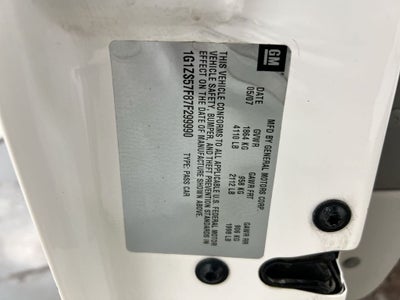 GM
MFD BY GENERAL MOTORS CORP
DATE GVWR GAWR FRT GAWR RR
05/07 1864 KG 958 KG 906 KG
4110 LB 2112 LB 1998 LB
THIS VEHICLE CONFORMS TO ALL APPLICABLE U.S. FEDERAL MOTOR
VEHICLE SAFETY, BUMPER, AND THEFT PREVENTION STANDARDS IN
EFFECT ON THE DATE OF MANUFACTURE SHOWN ABOVE.
1G1ZS57F87F299990 TYPE: PASS CAR